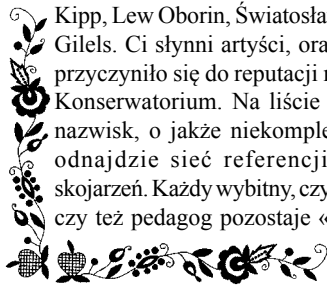 Kipp, Lew Oborin, Światosła
Gilels. Ci słynni artyści, ora
przyczyniło się do reputacji
Konserwatorium. Na liście
nazwisk, o jakże niekomple
odnajdzie sieć referencji
skojarzeń. Każdy wybitny, czy
czy też pedagog pozostaje «